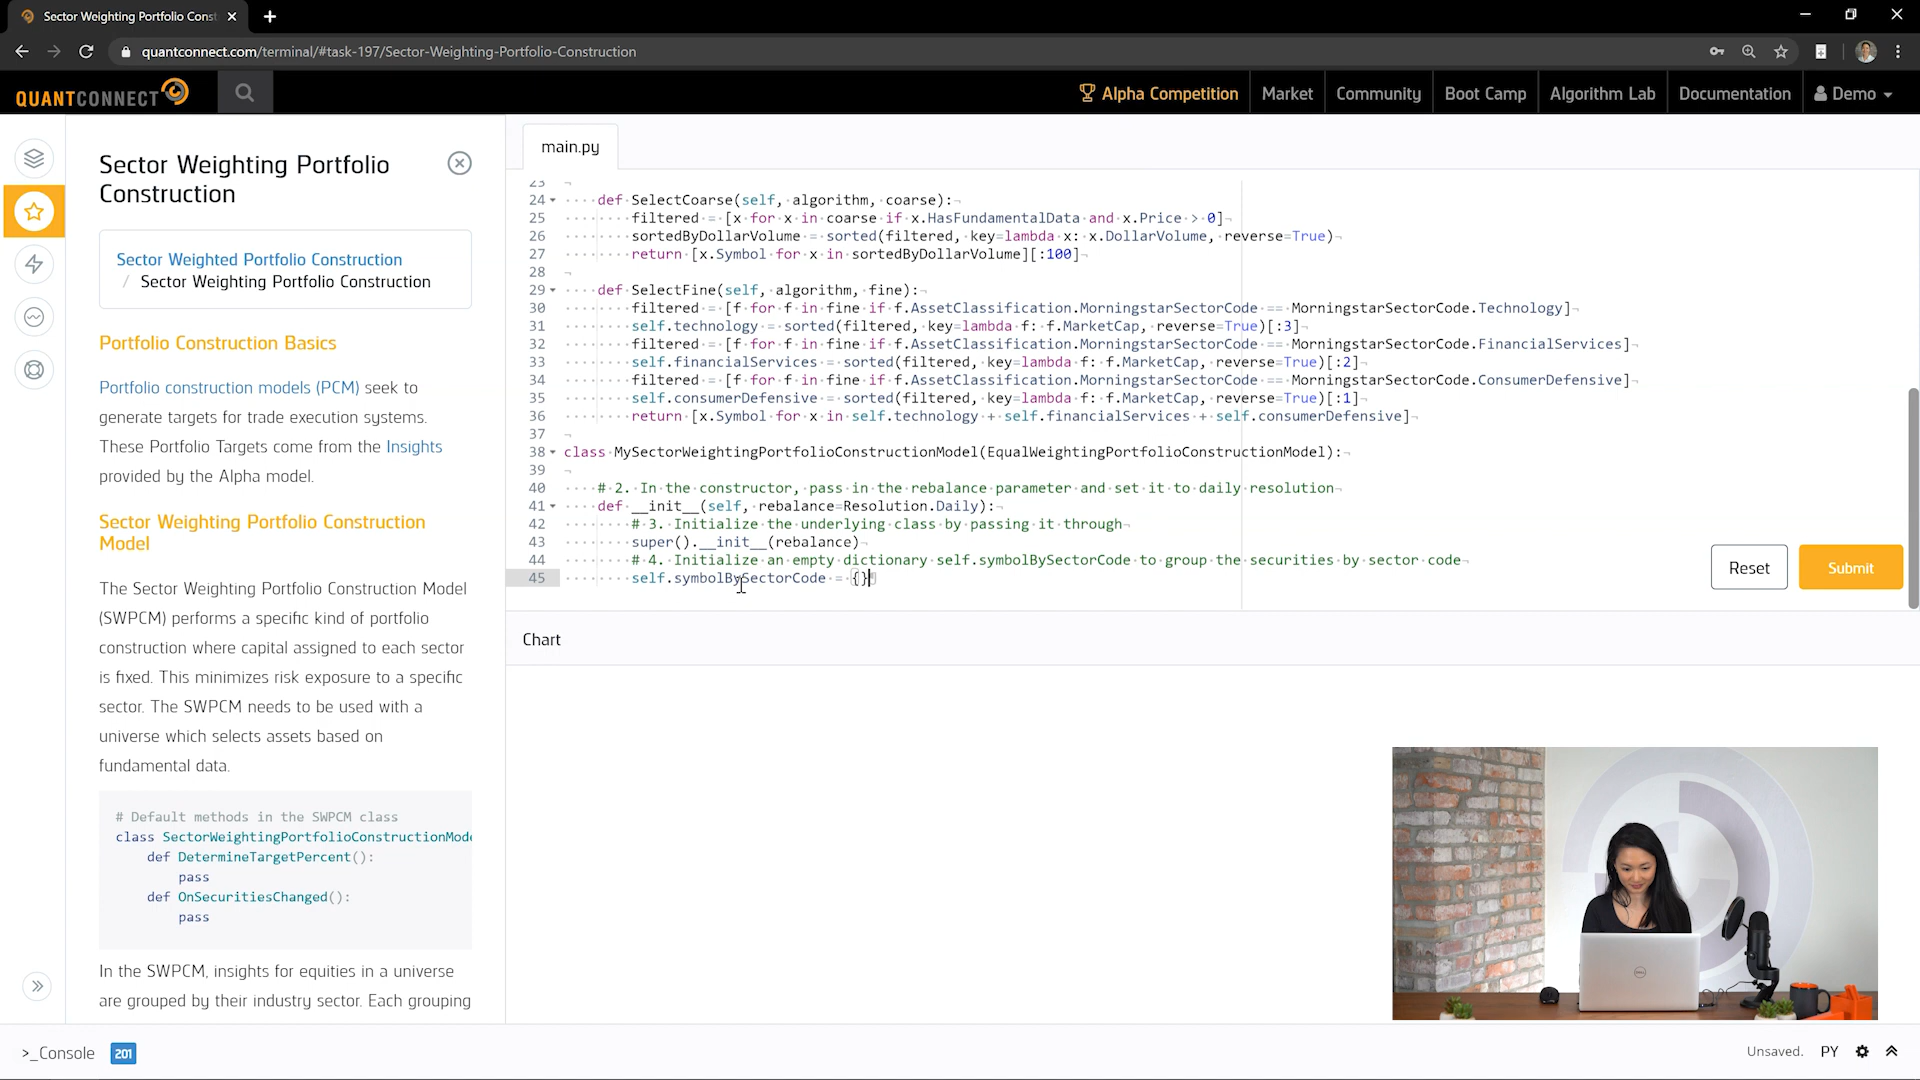 Sector Weighting Portfolio Const
quantconnect.com/terminal/#task-197/Sector-Weighting-Portfolio-Construction
QUANTCONNECT
Alpha Competition
Market
Community
Boot Camp
Algorithm Lab
Documentation
Demo
Sector Weighting Portfolio
Construction
Sector Weighted Portfolio Construction
/ Sector Weighting Portfolio Construction
Portfolio Construction Basics
Portfolio construction models (PCM) seek to
generate targets for trade execution systems.
These Portfolio Targets come from the Insights
provided by the Alpha model.
Sector Weighting Portfolio Construction
Model
The Sector Weighting Portfolio Construction Model
(SWPCM) performs a specific kind of portfolio
construction where capital assigned to each sector
is fixed. This minimizes risk exposure to a specific
sector. The SWPCM needs to be used with a
universe which selects assets based on
fundamental data.
# Default methods in the SWPCM class
class SectorWeightingPortfolioConstructionMode
def DetermineTargetPercent():
pass
def OnSecuritiesChanged():
pass
In the SWPCM, insights for equities in a universe
are grouped by their industry sector. Each grouping
main.py
23
24 def SelectCoarse(self, algorithm, coarse):
25 filtered = [x for x in coarse if x.HasFundamentalData and x.Price > 0]
26 sortedByDollarVolume = sorted(filtered, key=lambda x: x.DollarVolume, reverse=True)
27 return [x.Symbol for x in sortedByDollarVolume][:100]
28
29 def SelectFine(self, algorithm, fine):
30 filtered = [f for f in fine if f.AssetClassification.MorningstarSectorCode == MorningstarSectorCode.Technology]
31 self.technology = sorted(filtered, key=lambda f: f.MarketCap, reverse=True)[:3]
32 filtered = [f for f in fine if f.AssetClassification.MorningstarSectorCode == MorningstarSectorCode.FinancialServices]
33 self.financialServices = sorted(filtered, key=lambda f: f.MarketCap, reverse=True)[:2]
34 filtered = [f for f in fine if f.AssetClassification.MorningstarSectorCode == MorningstarSectorCode.ConsumerDefensive]
35 self.consumerDefensive = sorted(filtered, key=lambda f: f.MarketCap, reverse=True)[:1]
36 return [x.Symbol for x in self.technology + self.financialServices + self.consumerDefensive]
37
38 class MySectorWeightingPortfolioConstructionModel(EqualWeightingPortfolioConstructionModel):
39
40 # 2. In the constructor, pass in the rebalance parameter and set it to daily resolution
41 def __init__(self, rebalance=Resolution.Daily):
42 # 3. Initialize the underlying class by passing it through
43 super().__init__(rebalance)
44 # 4. Initialize an empty dictionary self.symbolBySectorCode to group the securities by sector code
45 self.symbolBySectorCode = {}
Reset
Submit
Chart
>_Console
201
Unsaved.
PY